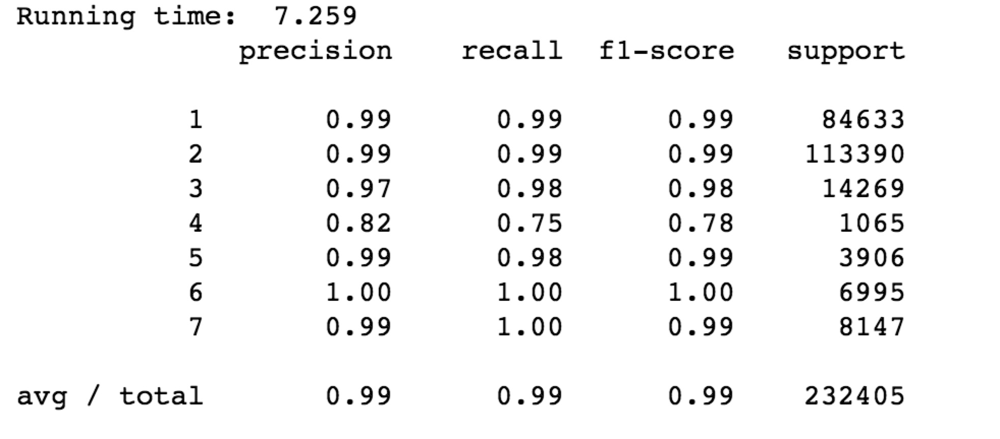 Running time:  7.259
precision recall f1-score support
1 0.99 0.99 0.99 84633
2 0.99 0.99 0.99 113390
3 0.97 0.98 0.98 14269
4 0.82 0.75 0.78 1065
5 0.99 0.98 0.99 3906
6 1.00 1.00 1.00 6995
7 0.99 1.00 0.99 8147
avg / total 0.99 0.99 0.99 232405